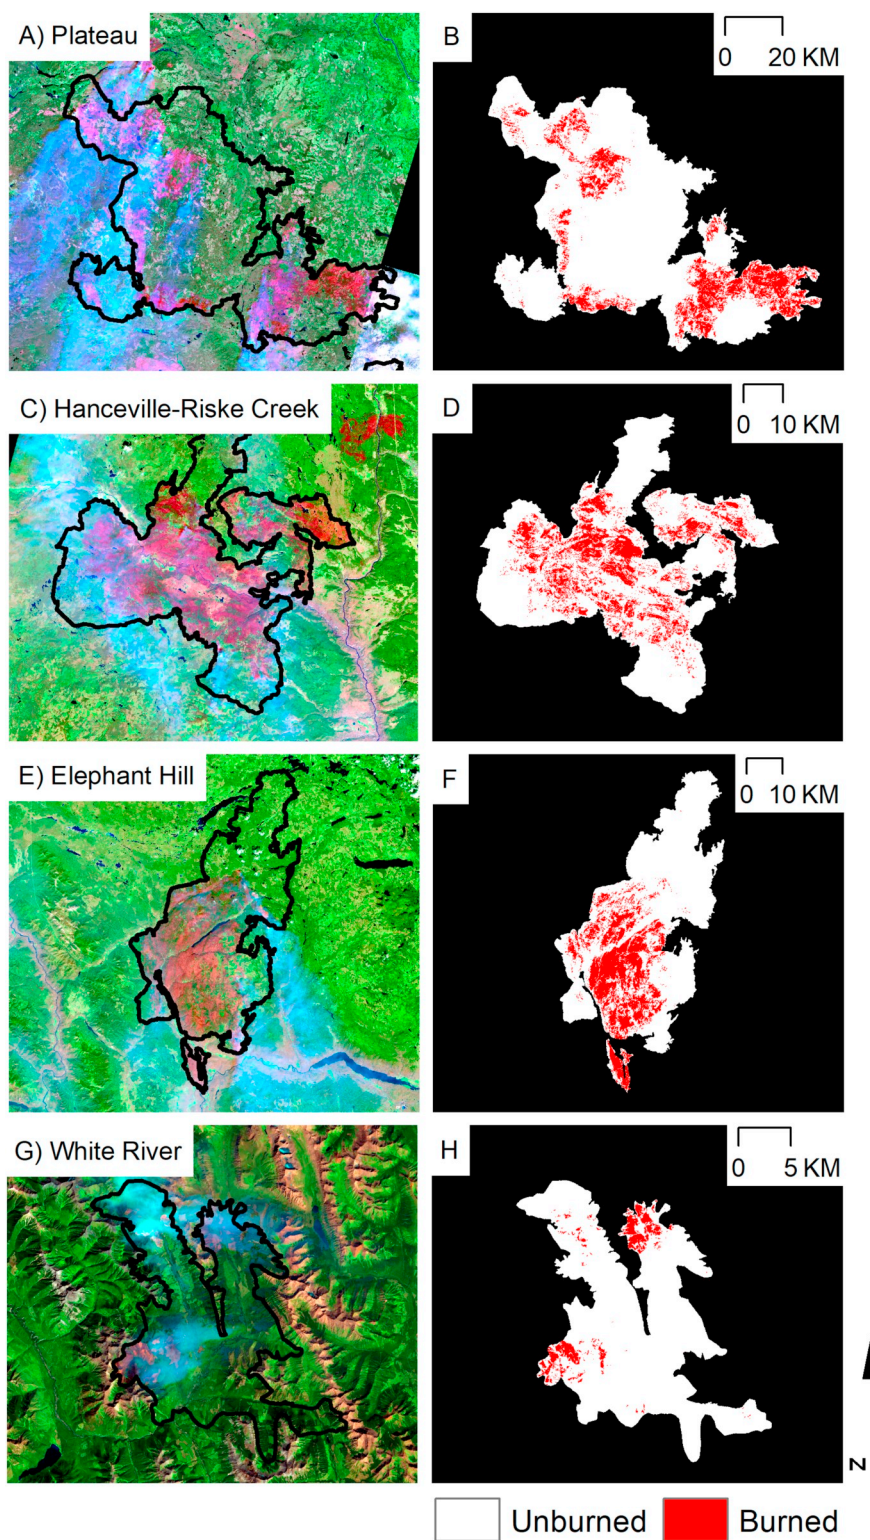 A) Plateau
B
0 20 KM
C) Hanceville-Riske Creek
D
0 10 KM
E) Elephant Hill
F
0 10 KM
G) White River
H
0 5 KM
N
Unburned
Burned